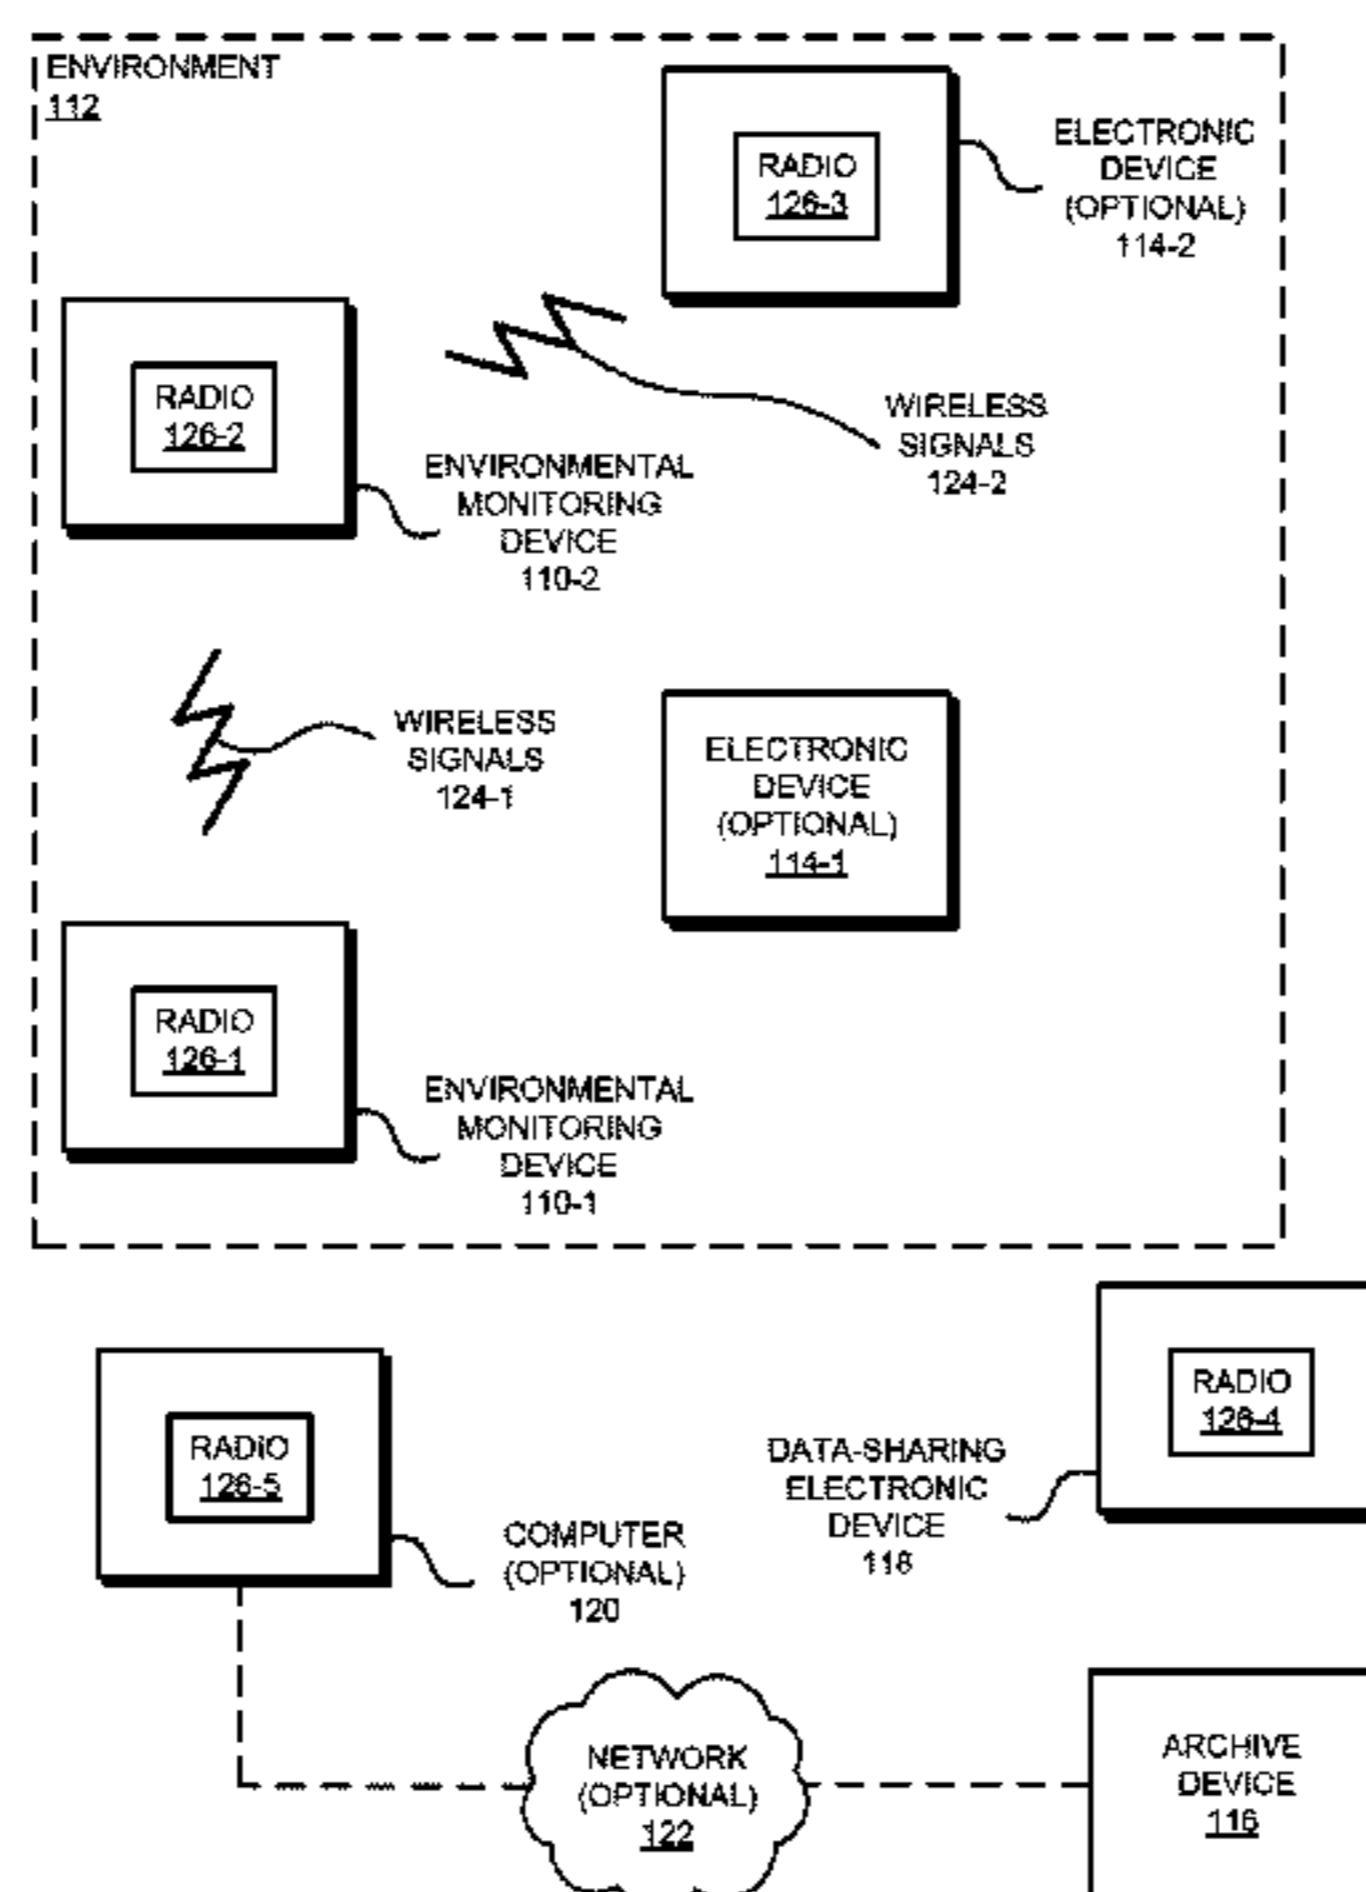 ENVIRONMENT
112
RADIO
126-3
ELECTRONIC
DEVICE
(OPTIONAL)
114-2
RADIO
126-2
ENVIRONMENTAL
MONITORING
DEVICE
110-2
WIRELESS
SIGNALS
124-2
WIRELESS
SIGNALS
124-1
ELECTRONIC
DEVICE
(OPTIONAL)
114-1
RADIO
126-1
ENVIRONMENTAL
MONITORING
DEVICE
110-1
RADIO
126-4
DATA-SHARING
ELECTRONIC
DEVICE
118
RADIO
126-5
COMPUTER
(OPTIONAL)
120
NETWORK
(OPTIONAL)
122
ARCHIVE
DEVICE
116